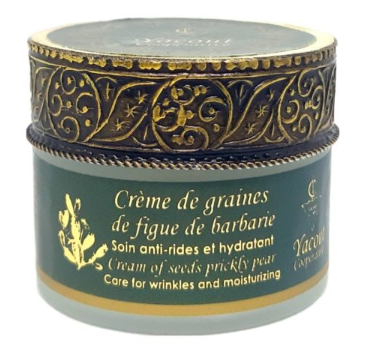 Yacout
Crème de graines
de figue de barbarie
Soin anti-rides et hydratant
Cream of seeds prickly pear
Care for wrinkles and moisturizing
Yacout